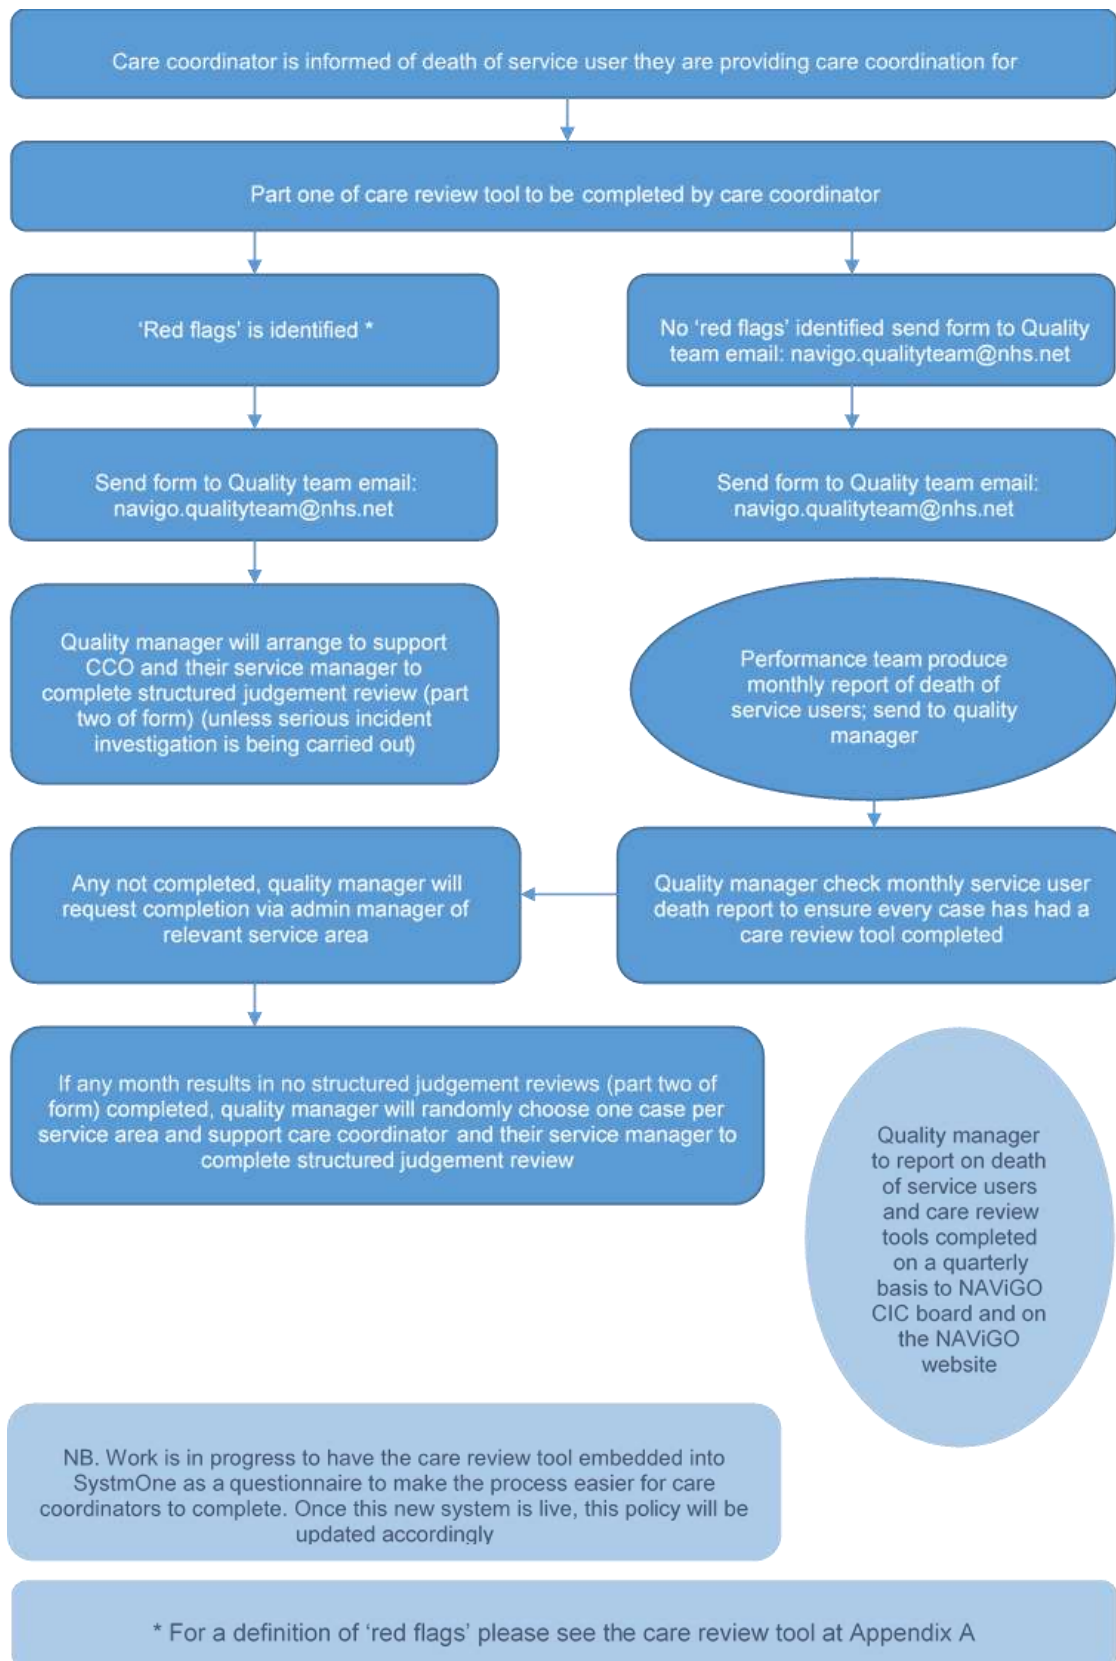 Care coordinator is informed of death of service user they are providing care coordination for
Part one of care review tool to be completed by care coordinator
‘Red flags’ is identified *
No ‘red flags’ identified send form to Quality
team email: navigo.qualityteam@nhs.net
Send form to Quality team email:
navigo.qualityteam@nhs.net
Send form to Quality team email:
navigo.qualityteam@nhs.net
Quality manager will arrange to support
CCO and their service manager to
complete structured judgement review (part
two of form) (unless serious incident
investigation is being carried out)
Performance team produce
monthly report of death of
service users; send to quality
manager
Any not completed, quality manager will
request completion via admin manager of
relevant service area
Quality manager check monthly service user
death report to ensure every case has had a
care review tool completed
If any month results in no structured judgement reviews (part two of
form) completed, quality manager will randomly choose one case per
service area and support care coordinator and their service manager to
complete structured judgement review
Quality manager
to report on death
of service users
and care review
tools completed
on a quarterly
basis to NAViGO
CIC board and on
the NAViGO
website
NB. Work is in progress to have the care review tool embedded into
SystmOne as a questionnaire to make the process easier for care
coordinators to complete. Once this new system is live, this policy will be
updated accordingly
* For a definition of ‘red flags’ please see the care review tool at Appendix A